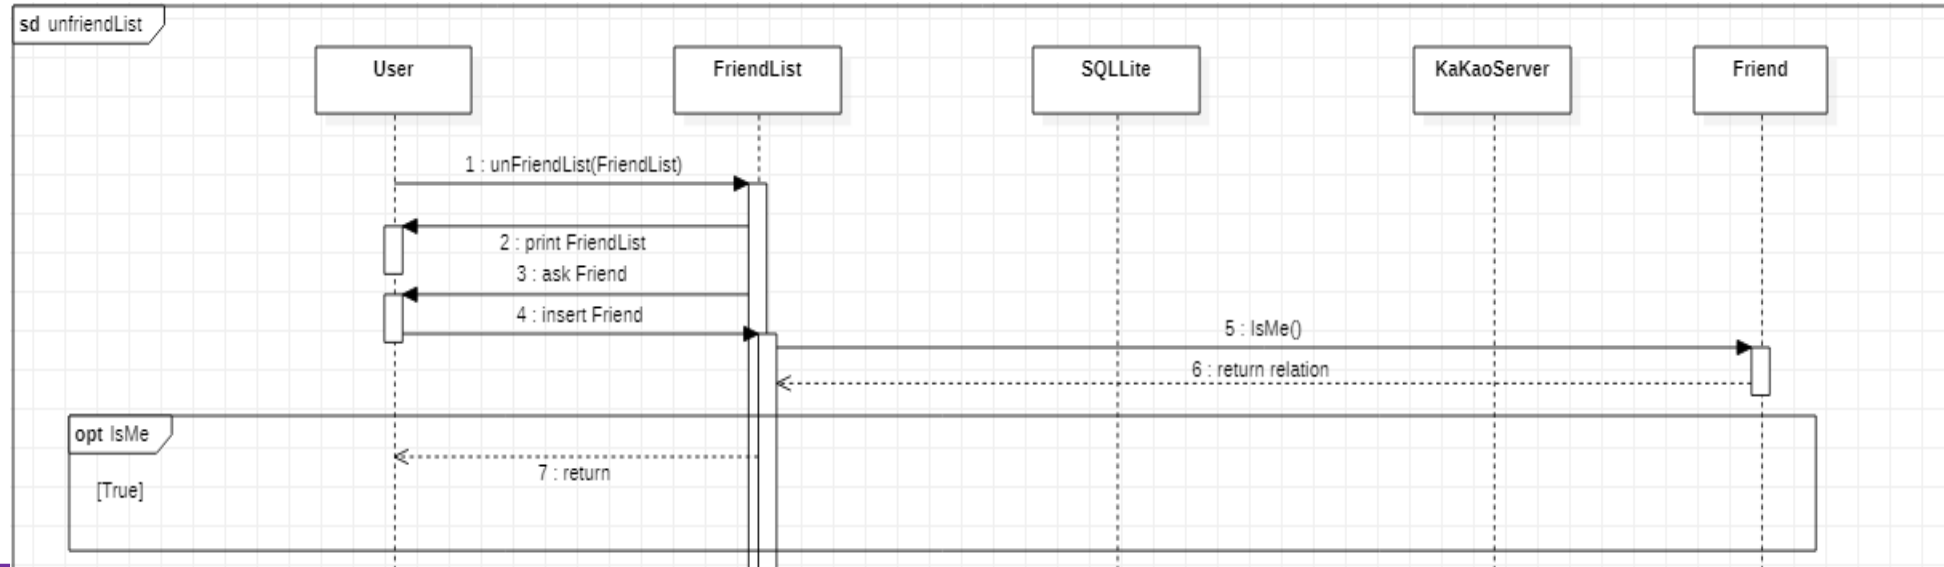 sd unfriendList
User
FriendList
SQLLite
KaKaoServer
Friend
1 : unFriendList(FriendList)
2 : print FriendList
3 : ask Friend
4 : insert Friend
5 : IsMe()
6 : return relation
opt IsMe
7 : return
[True]